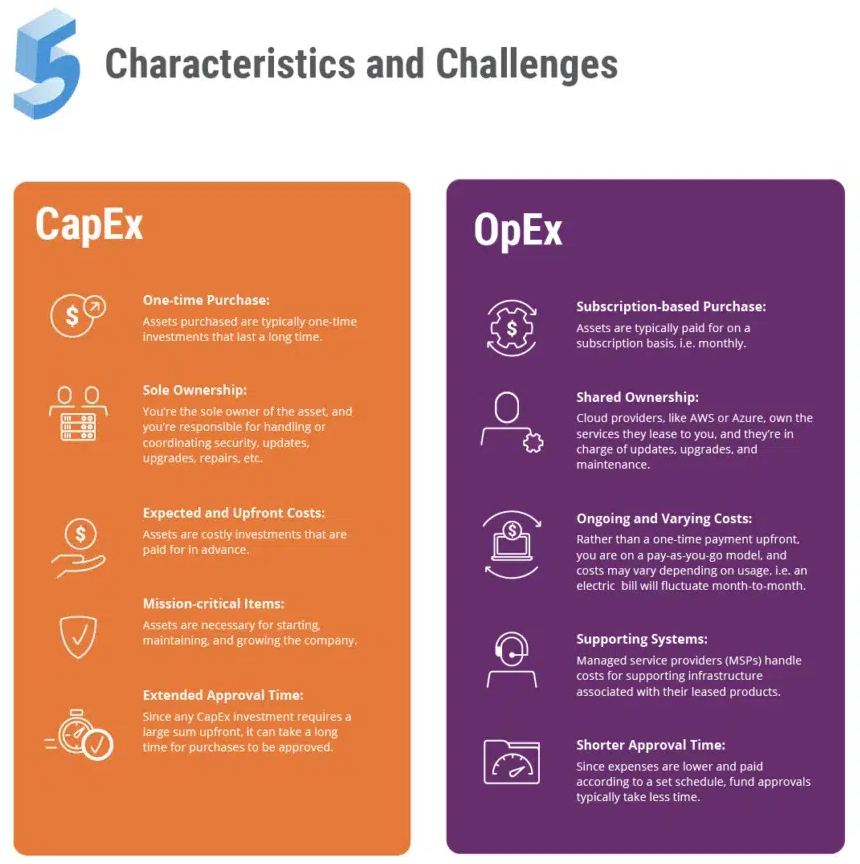 5 Characteristics and Challenges
CapEx
One-time Purchase:
Assets purchased are typically one-time
investments that last a long time.
Sole Ownership:
You're the sole owner of the asset, and
you're responsible for handling or
coordinating security, updates,
upgrades, repairs, etc.
Expected and Upfront Costs:
Assets are costly investments that are
paid for in advance.
Mission-critical Items:
Assets are necessary for starting,
maintaining, and growing the company.
Extended Approval Time:
Since any CapEx investment requires a
large sum upfront, it can take a long
time for purchases to be approved.
OpEx
Subscription-based Purchase:
Assets are typically paid for on a
subscription basis, i.e. monthly.
Shared Ownership:
Cloud providers, like AWS or Azure, own the
services they lease to you, and they're in
charge of updates, upgrades, and
maintenance.
Ongoing and Varying Costs:
Rather than a one-time payment upfront,
you are on a pay-as-you-go model, and
costs may vary depending on usage, i.e. an
electric bill will fluctuate month-to-month.
Supporting Systems:
Managed service providers (MSPs) handle
costs for supporting infrastructure
associated with their leased products.
Shorter Approval Time:
Since expenses are lower and paid
according to a set schedule, fund approvals
typically take less time.